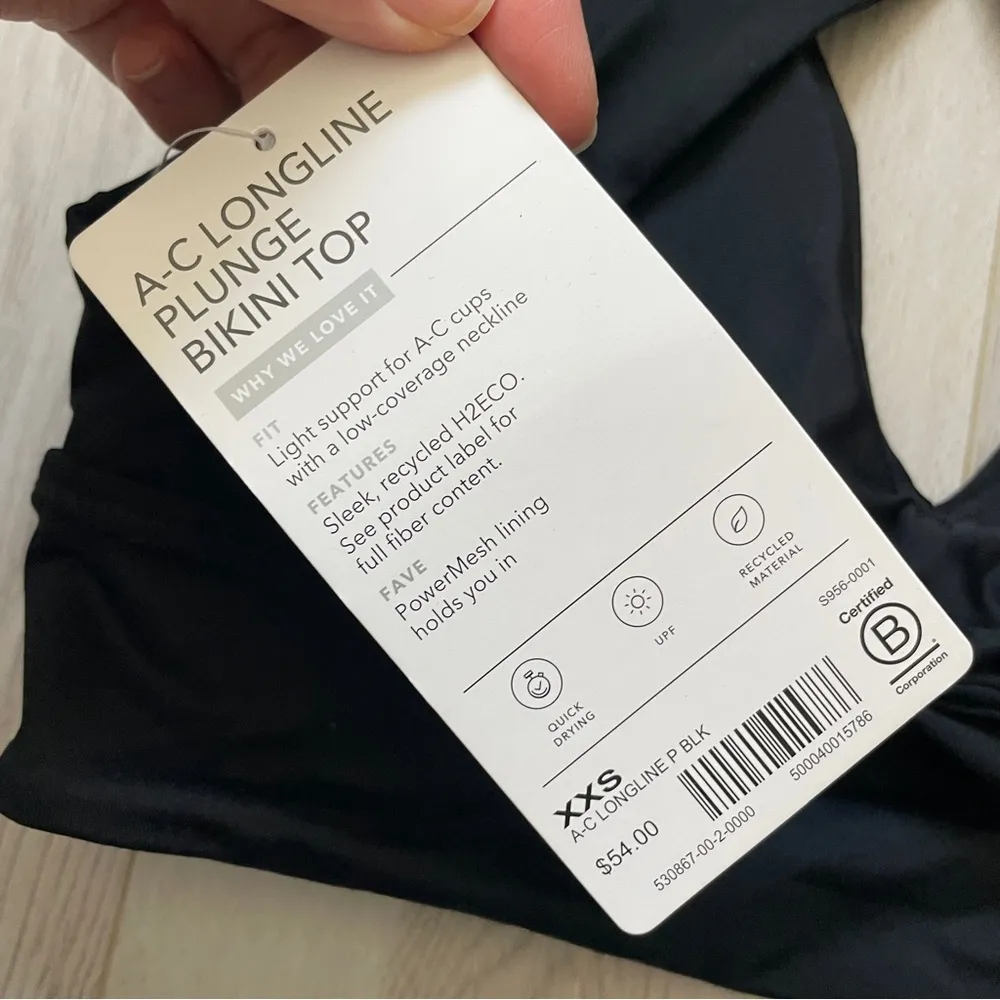 A-C LONGLINE
PLUNGE
BIKINI TOP
WHY WE LOVE IT
FIT
Light support for A-C cups
with a low-coverage neckline
FEATURES
Sleek, recycled H2ECO.
See product label for
full fiber content.
FAVE
PowerMesh lining
holds you in
QUICK
DRYING
UPF
RECYCLED
MATERIAL
S956-0001
Certified
B
Corporation
XXS
A-C LONGLINE P BLK
$54.00
500040015786
530867-00-2-0000